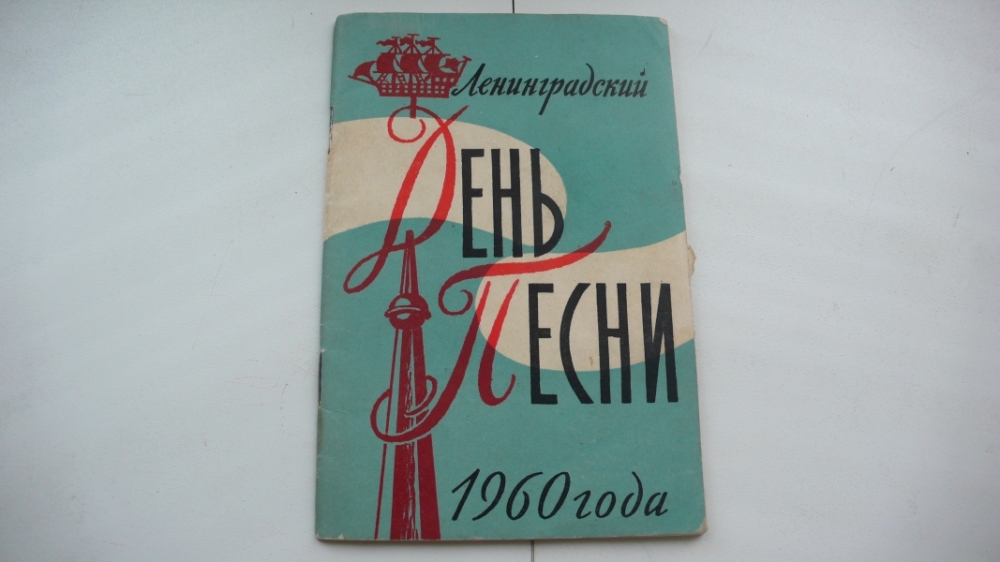 Ленинградский
День
Песни
1960 года